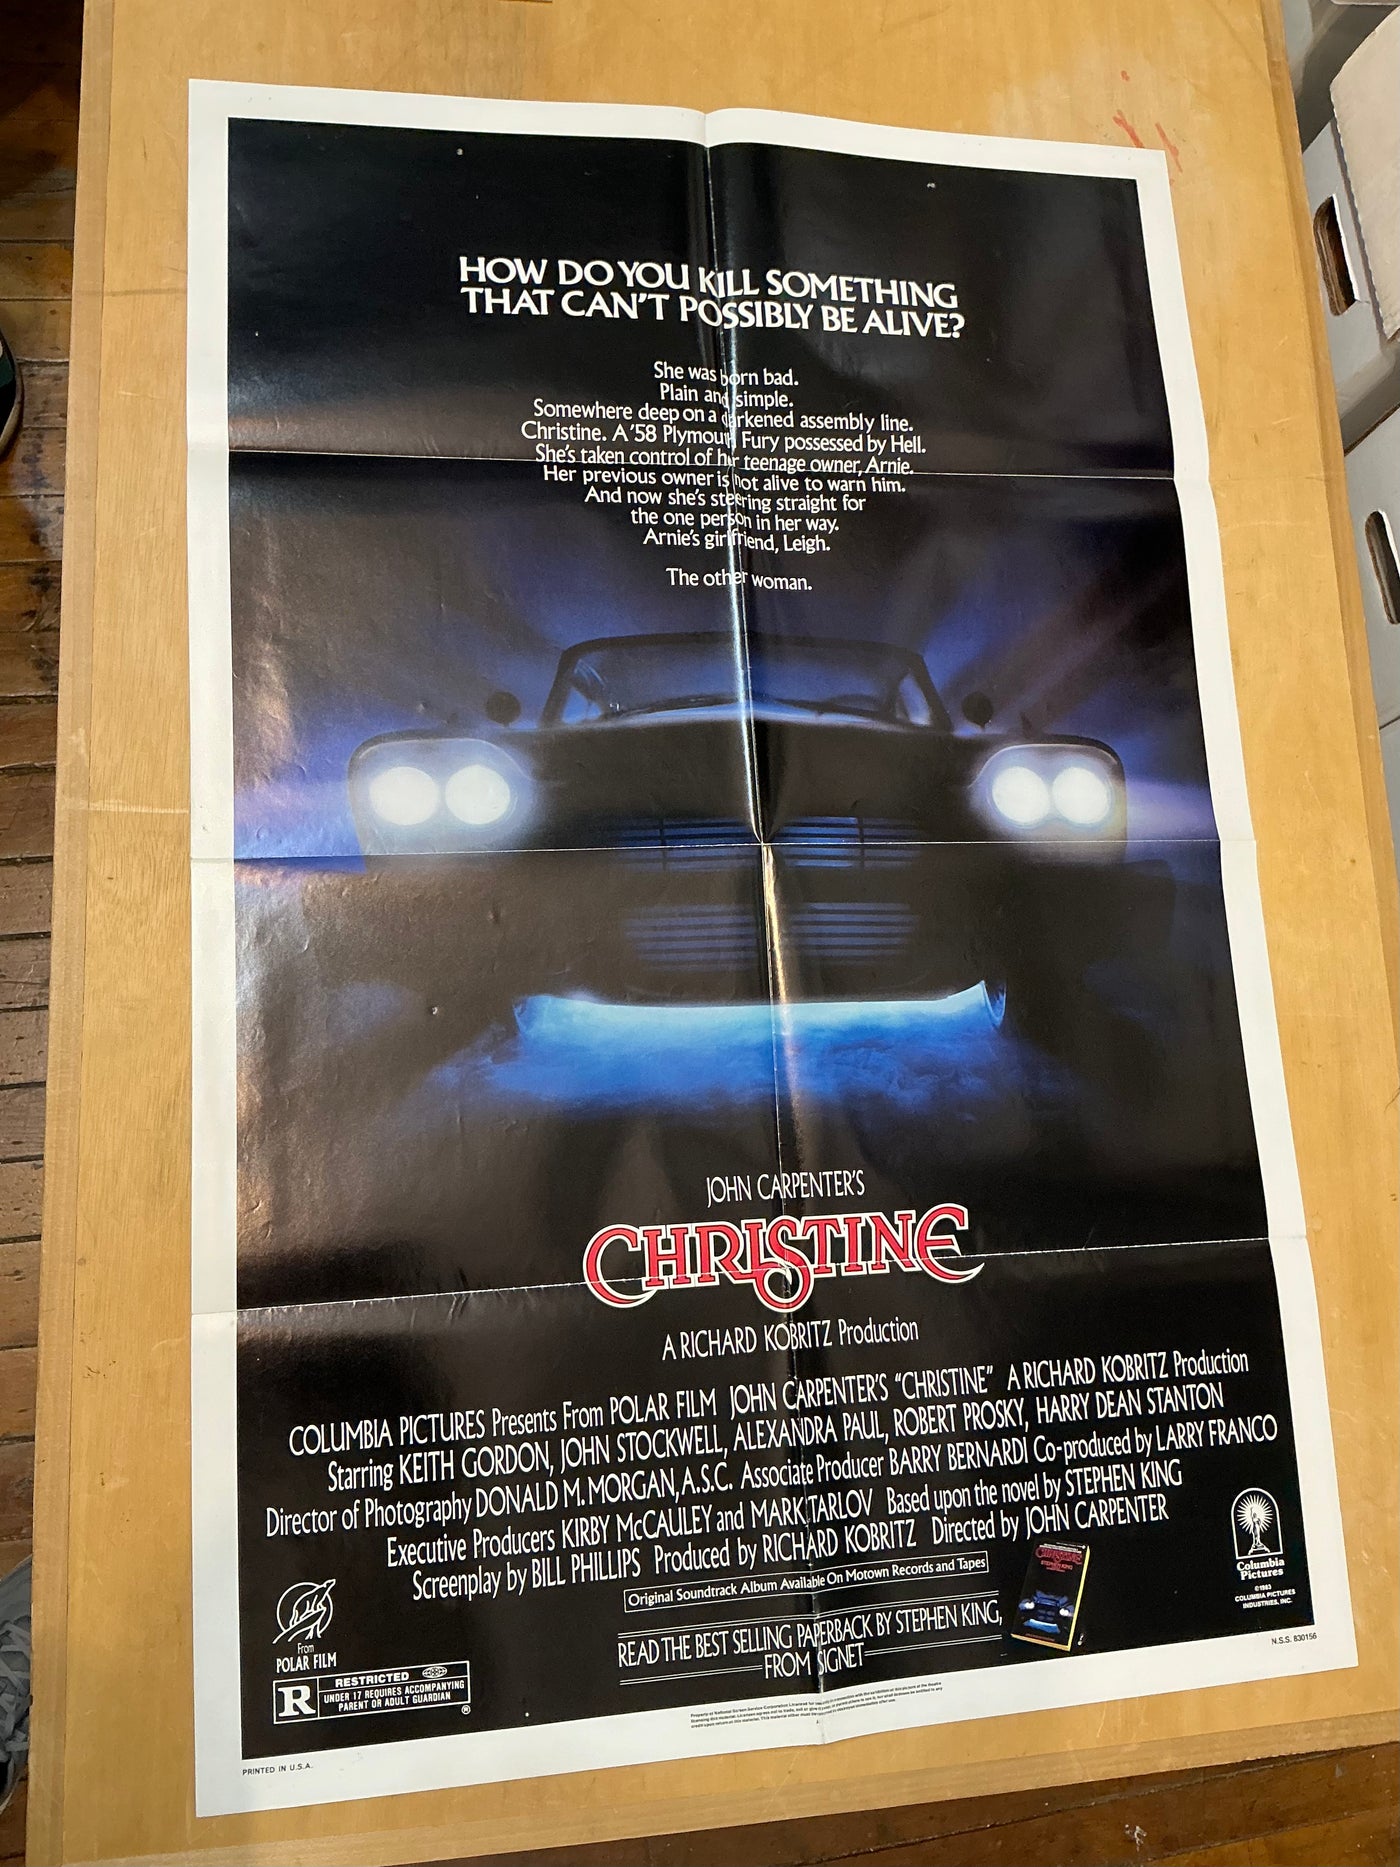 HOW DO YOU KILL SOMETHING
THAT CAN'T POSSIBLY BE ALIVE?
She was born bad.
Plain and simple.
Somewhere deep on a darkened assembly line.
Christine. A '58 Plymouth Fury possessed by Hell.
She's taken control of her teenage owner, Arnie.
Her previous owner is not alive to warn him.
And now she's steering straight for
the one person in her way.
Arnie's girlfriend, Leigh.
The other woman.
JOHN CARPENTER'S
CHRISTINE
A RICHARD KOBRITZ Production
COLUMBIA PICTURES Presents From POLAR FILM JOHN CARPENTER'S "CHRISTINE" A RICHARD KOBRITZ Production
Starring KEITH GORDON, JOHN STOCKWELL, ALEXANDRA PAUL, ROBERT PROSKY, HARRY DEAN STANTON
Director of Photography DONALD M. MORGAN, A.S.C. Associate Producer BARRY BERNARDI Co-produced by LARRY FRANCO
Executive Producers KIRBY McCAULEY and MARK TARLOV Based upon the novel by STEPHEN KING
Screenplay by BILL PHILLIPS Produced by RICHARD KOBRITZ Directed by JOHN CARPENTER
Original Soundtrack Album Available On Motown Records and Tapes
READ THE BEST SELLING PAPERBACK BY STEPHEN KING,
FROM SIGNET
CHRISTINE
STEPHEN KING
From
POLAR FILM
R
RESTRICTED
UNDER 17 REQUIRES ACCOMPANYING
PARENT OR ADULT GUARDIAN
®
Columbia
Pictures
©1983
COLUMBIA PICTURES
INDUSTRIES, INC.
N.S.S. 830156
PRINTED IN U.S.A.